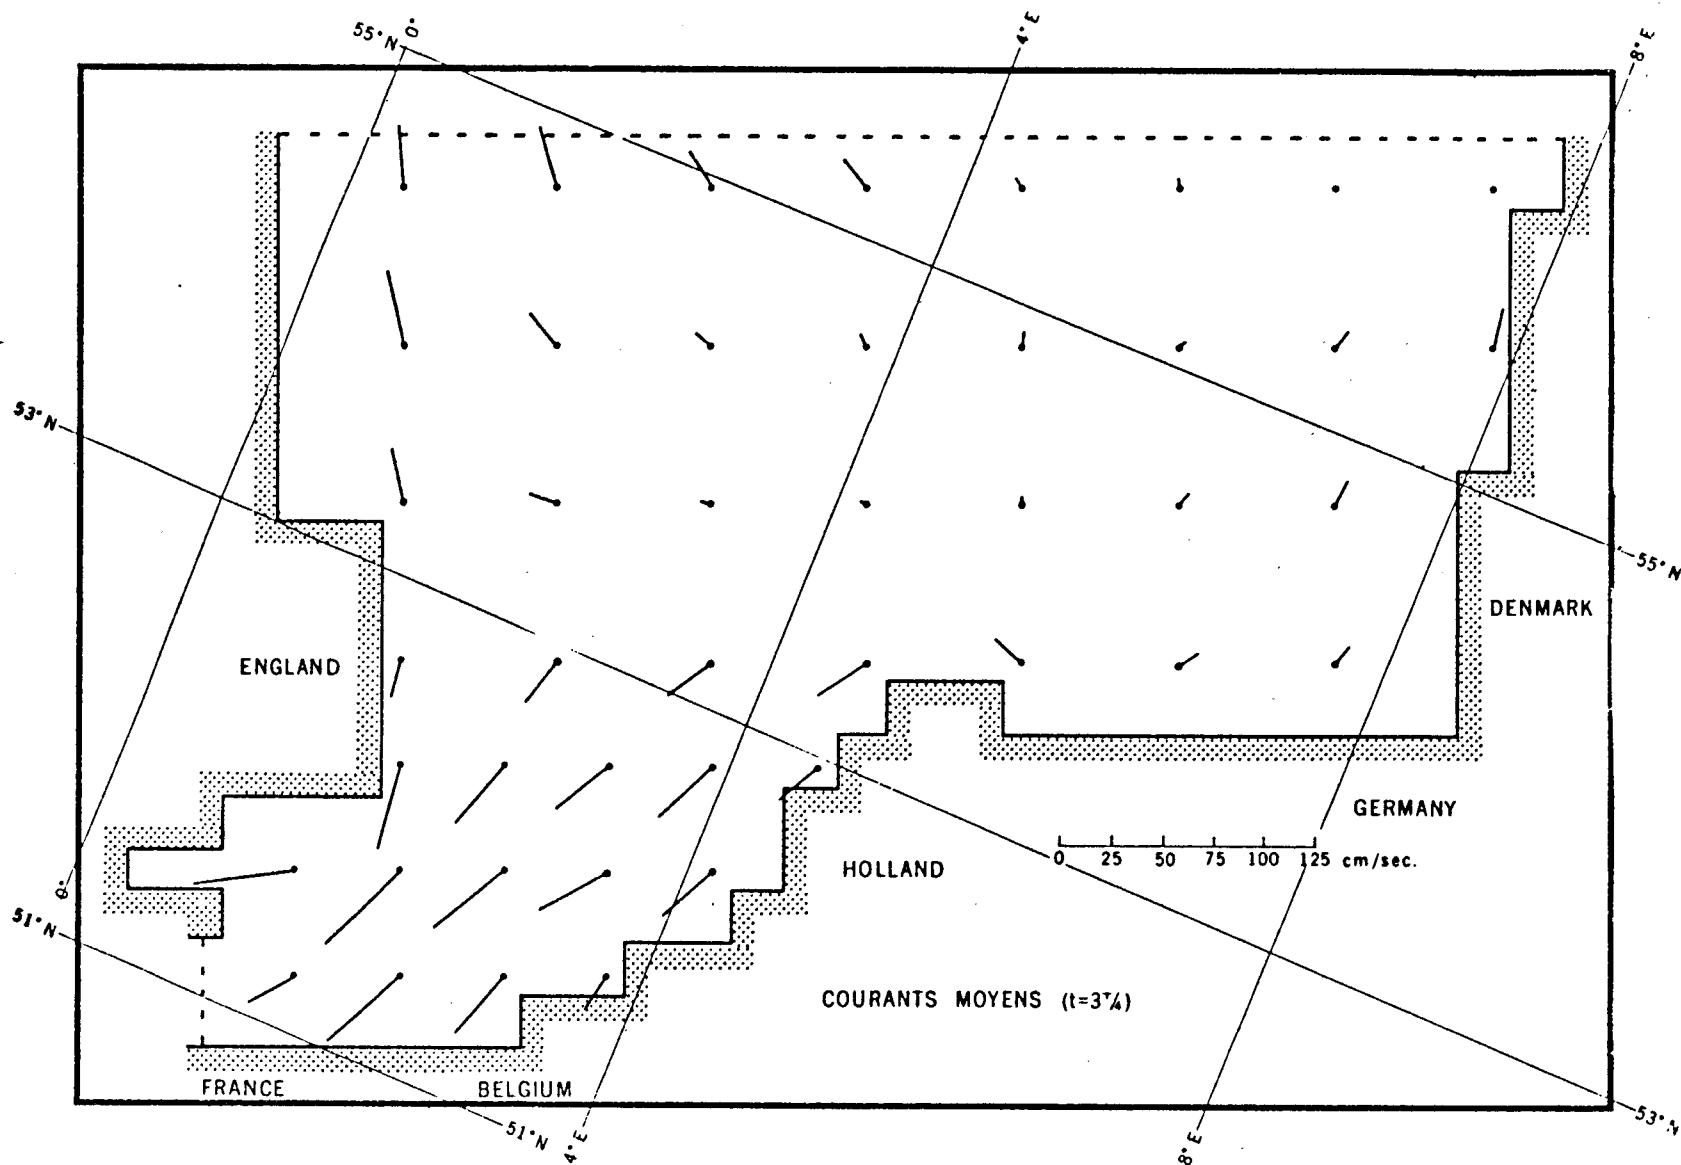 55°N 0°
4°E
8°E
53°N
55°N
DENMARK
ENGLAND
GERMANY
0 25 50 75 100 125 cm/sec.
HOLLAND
0°
51°N
COURANTS MOYENS (t=3T/4)
FRANCE BELGIUM
51°N 4°E
8°E
53°N